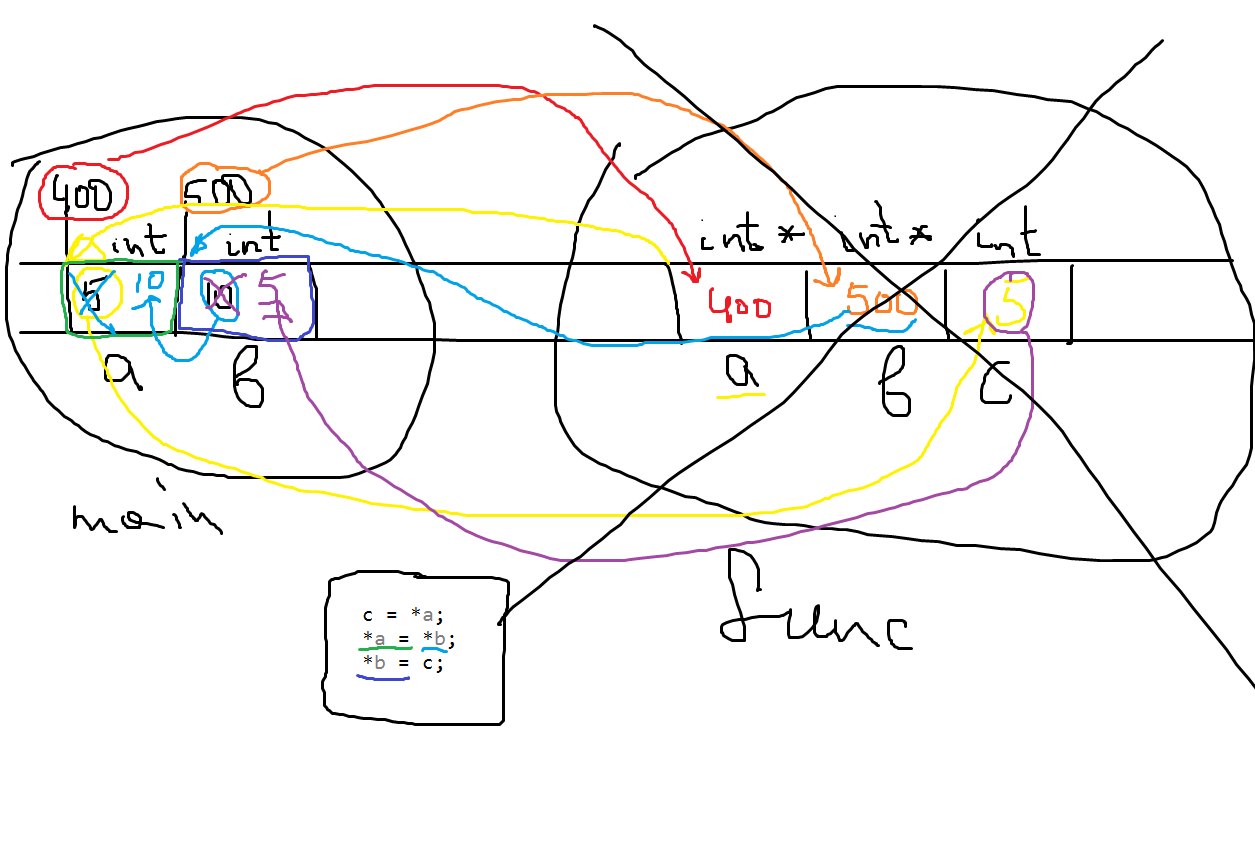 400 500
int int int * int * int
5 10 10 5 400 500 5
a b a b c
main
func
c = *a;
*a = *b;
*b = c;